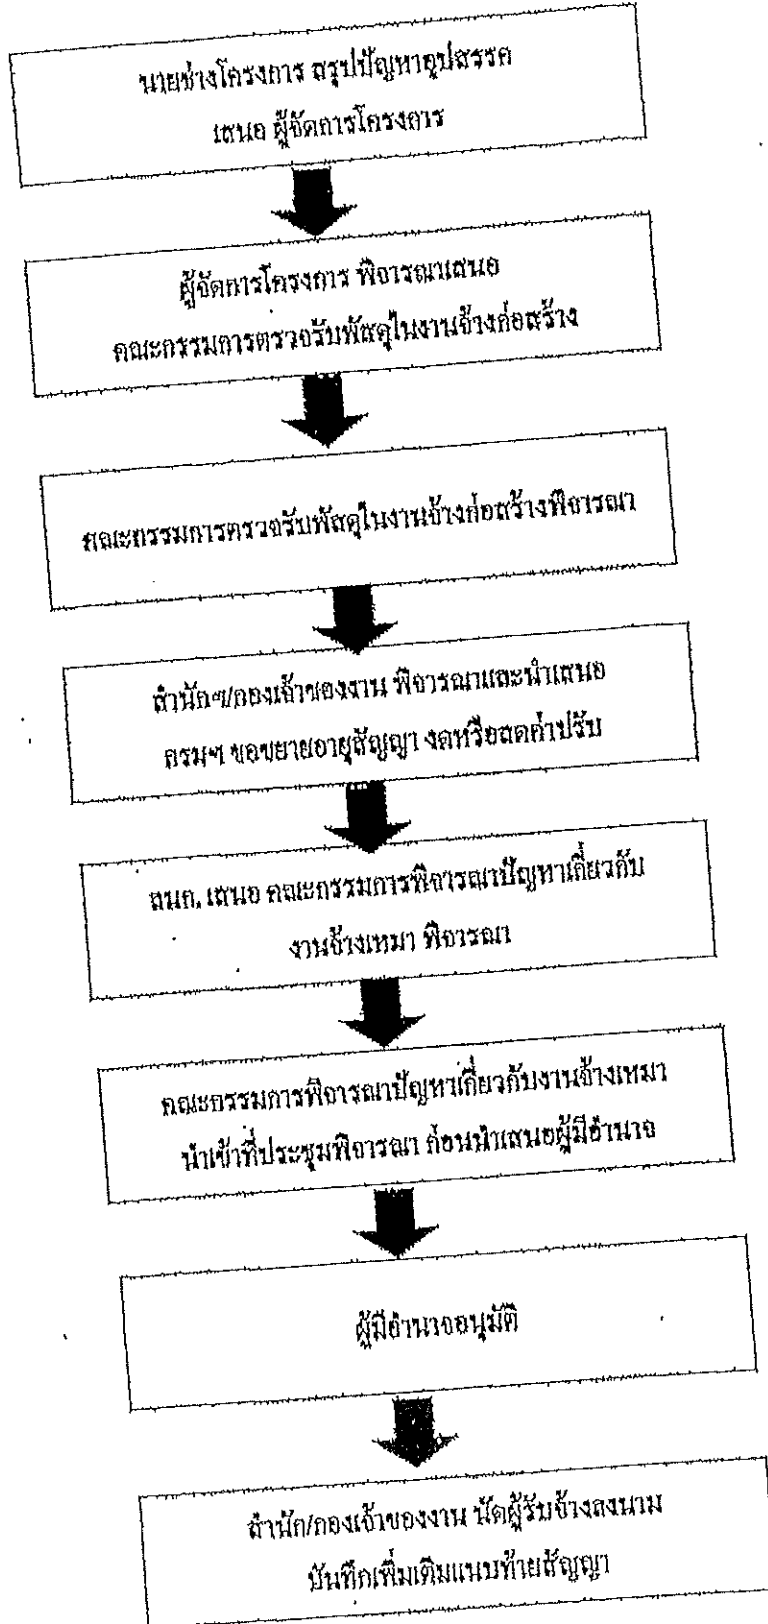 นายช่างโครงการ สรุปปัญหาอุปสรรค
เสนอ ผู้จัดการโครงการ
ผู้จัดการโครงการ พิจารณาเสนอ
คณะกรรมการตรวจรับพัสดุในงานจ้างก่อสร้าง
คณะกรรมการตรวจรับพัสดุในงานจ้างก่อสร้างพิจารณา
สำนักฯ/กองเจ้าของงาน พิจารณาและนำเสนอ
ครมฯ ขอขยายอายุสัญญา งดหรือลดค่าปรับ
สนก. เสนอ คณะกรรมการพิจารณาปัญหาเกี่ยวกับ
งานจ้างเหมา พิจารณา
คณะกรรมการพิจารณาปัญหาเกี่ยวกับงานจ้างเหมา
นำเข้าที่ประชุมพิจารณา ก่อนนำเสนอผู้มีอำนาจ
ผู้มีอำนาจอนุมัติ
สำนัก/กองเจ้าของงาน นัดผู้รับจ้างลงนาม
บันทึกเพิ่มเติมแนบท้ายสัญญา